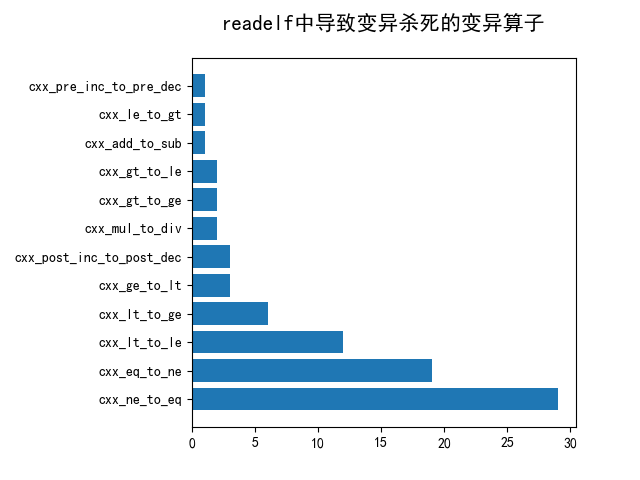 readelf中导致变异杀死的变异算子
cxx_pre_inc_to_pre_dec
cxx_le_to_gt
cxx_add_to_sub
cxx_gt_to_le
cxx_gt_to_ge
cxx_mul_to_div
cxx_post_inc_to_post_dec
cxx_ge_to_lt
cxx_lt_to_ge
cxx_lt_to_le
cxx_eq_to_ne
cxx_ne_to_eq
0 5 10 15 20 25 30